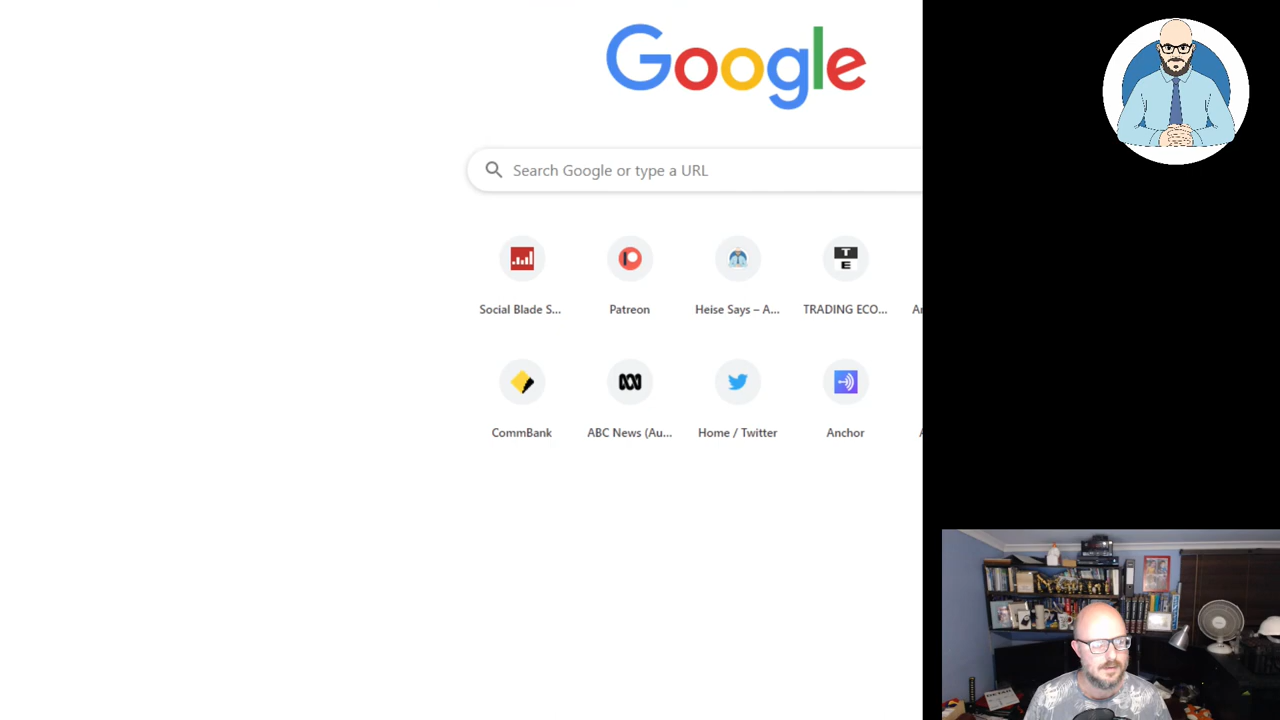 Google
Search Google or type a URL
Social Blade S...
Patreon
Heise Says – A...
T
E
TRADING ECO...
CommBank
ABC News (Au...
Home / Twitter
Anchor